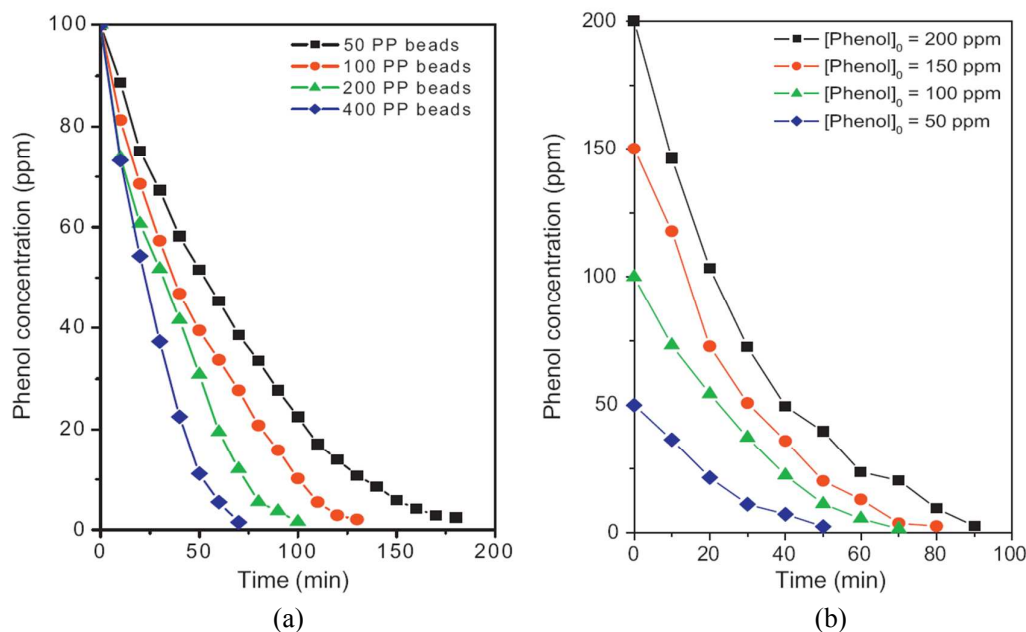 100
80
60
40
20
0
Phenol concentration (ppm)
50 PP beads
100 PP beads
200 PP beads
400 PP beads
0 50 100 150 200
Time (min)
(a)
200
150
100
50
0
Phenol concentration (ppm)
[Phenol]₀ = 200 ppm
[Phenol]₀ = 150 ppm
[Phenol]₀ = 100 ppm
[Phenol]₀ = 50 ppm
0 20 40 60 80 100
Time (min)
(b)